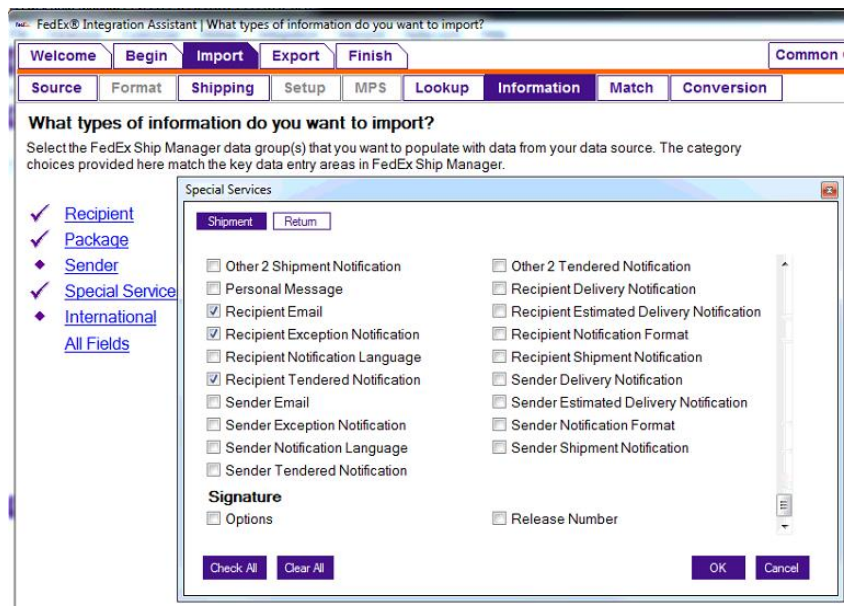 FedEx® Integration Assistant | What types of information do you want to import?
Welcome Begin Import Export Finish Common
Source Format Shipping Setup MPS Lookup Information Match Conversion
What types of information do you want to import?
Select the FedEx Ship Manager data group(s) that you want to populate with data from your data source. The category
choices provided here match the key data entry areas in FedEx Ship Manager.
Special Services
Shipment Return
Recipient
Package
Sender
Special Service
International
All Fields
Other 2 Shipment Notification Other 2 Tendered Notification
Personal Message Recipient Delivery Notification
Recipient Email Recipient Estimated Delivery Notification
Recipient Exception Notification Recipient Notification Format
Recipient Notification Language Recipient Shipment Notification
Recipient Tendered Notification Sender Delivery Notification
Sender Email Sender Estimated Delivery Notification
Sender Exception Notification Sender Notification Format
Sender Notification Language Sender Shipment Notification
Sender Tendered Notification
Signature
Options Release Number
Check All Clear All OK Cancel